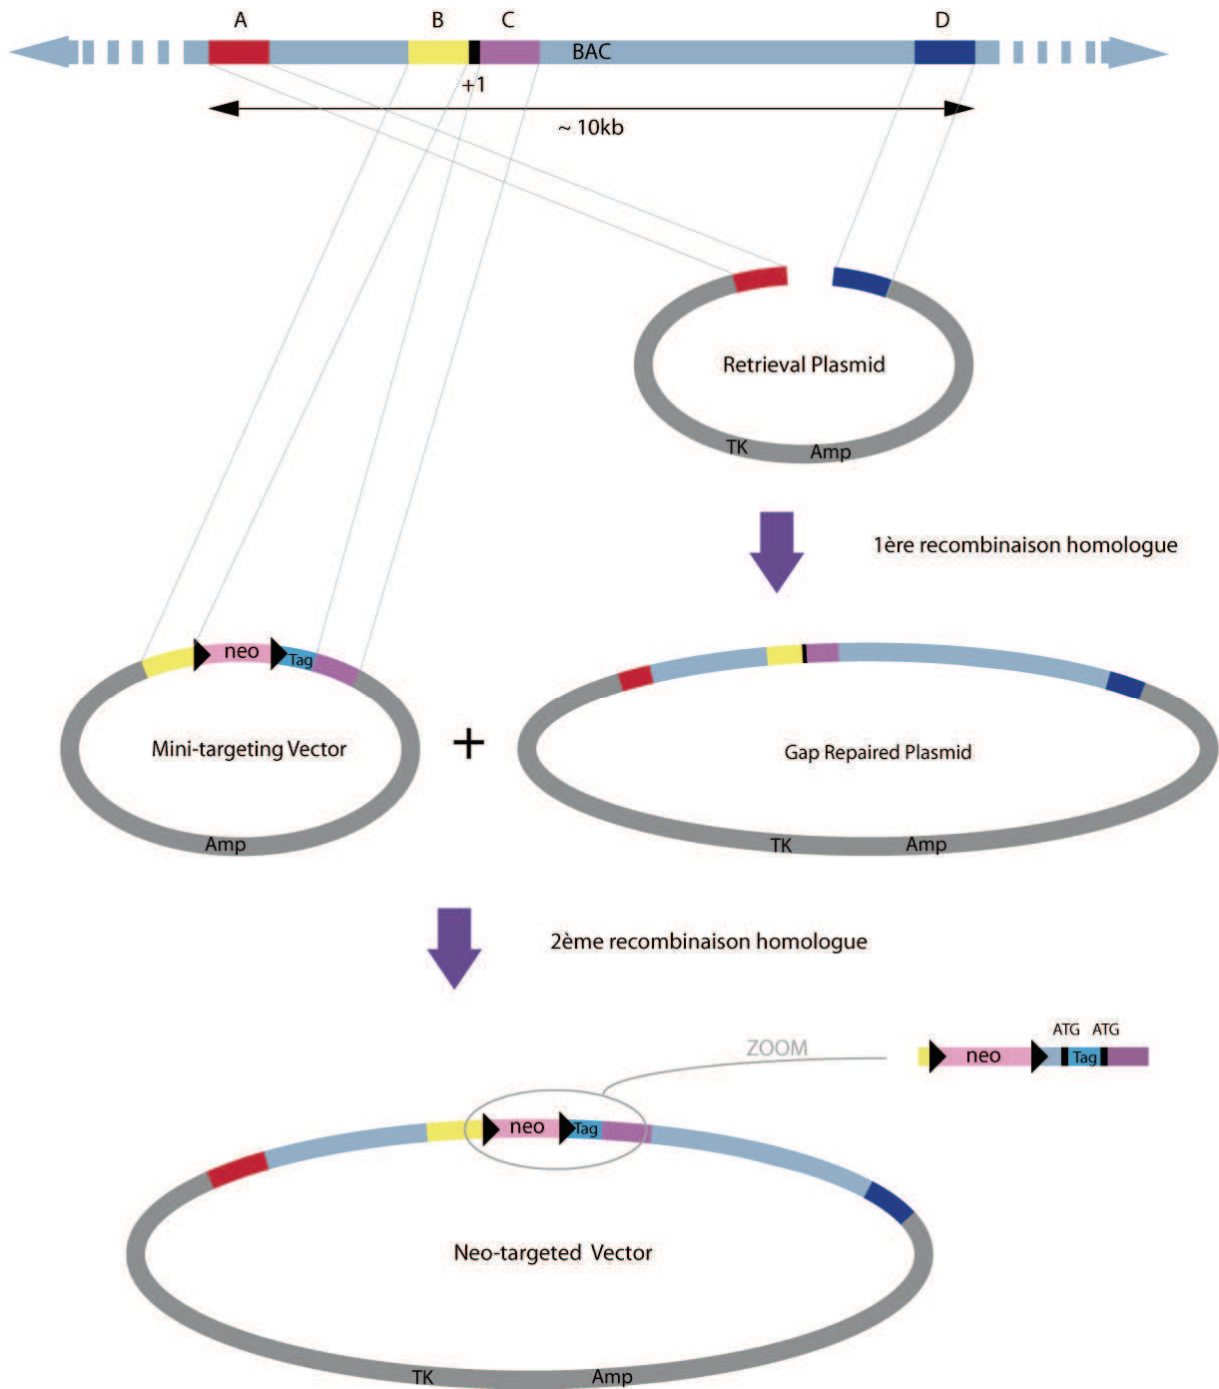 A B C D
BAC
+1
~ 10kb
Retrieval Plasmid
TK Amp
1ère recombinaison homologue
neo Tag
Mini-targeting Vector
+
Gap Repaired Plasmid
Amp
TK Amp
2ème recombinaison homologue
ZOOM
ATG ATG
neo Tag
neo Tag
Neo-targeted Vector
TK Amp